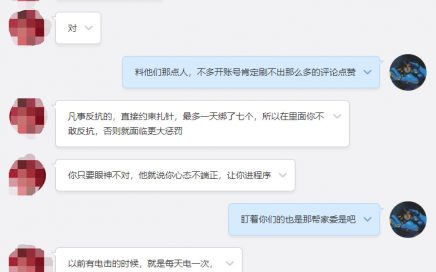 对
料他们那点人，不多开账号肯定刷不出那么多的评论点赞
凡事反抗的，直接约束扎针，最多一天绑了七个，所以在里面你不
敢反抗，否则就面临更大惩罚
你只要眼神不对，他就说你心态不端正，让你进程序
盯着你们的也是那帮家委是吧
以前有电击的时候，就是每天电一次，